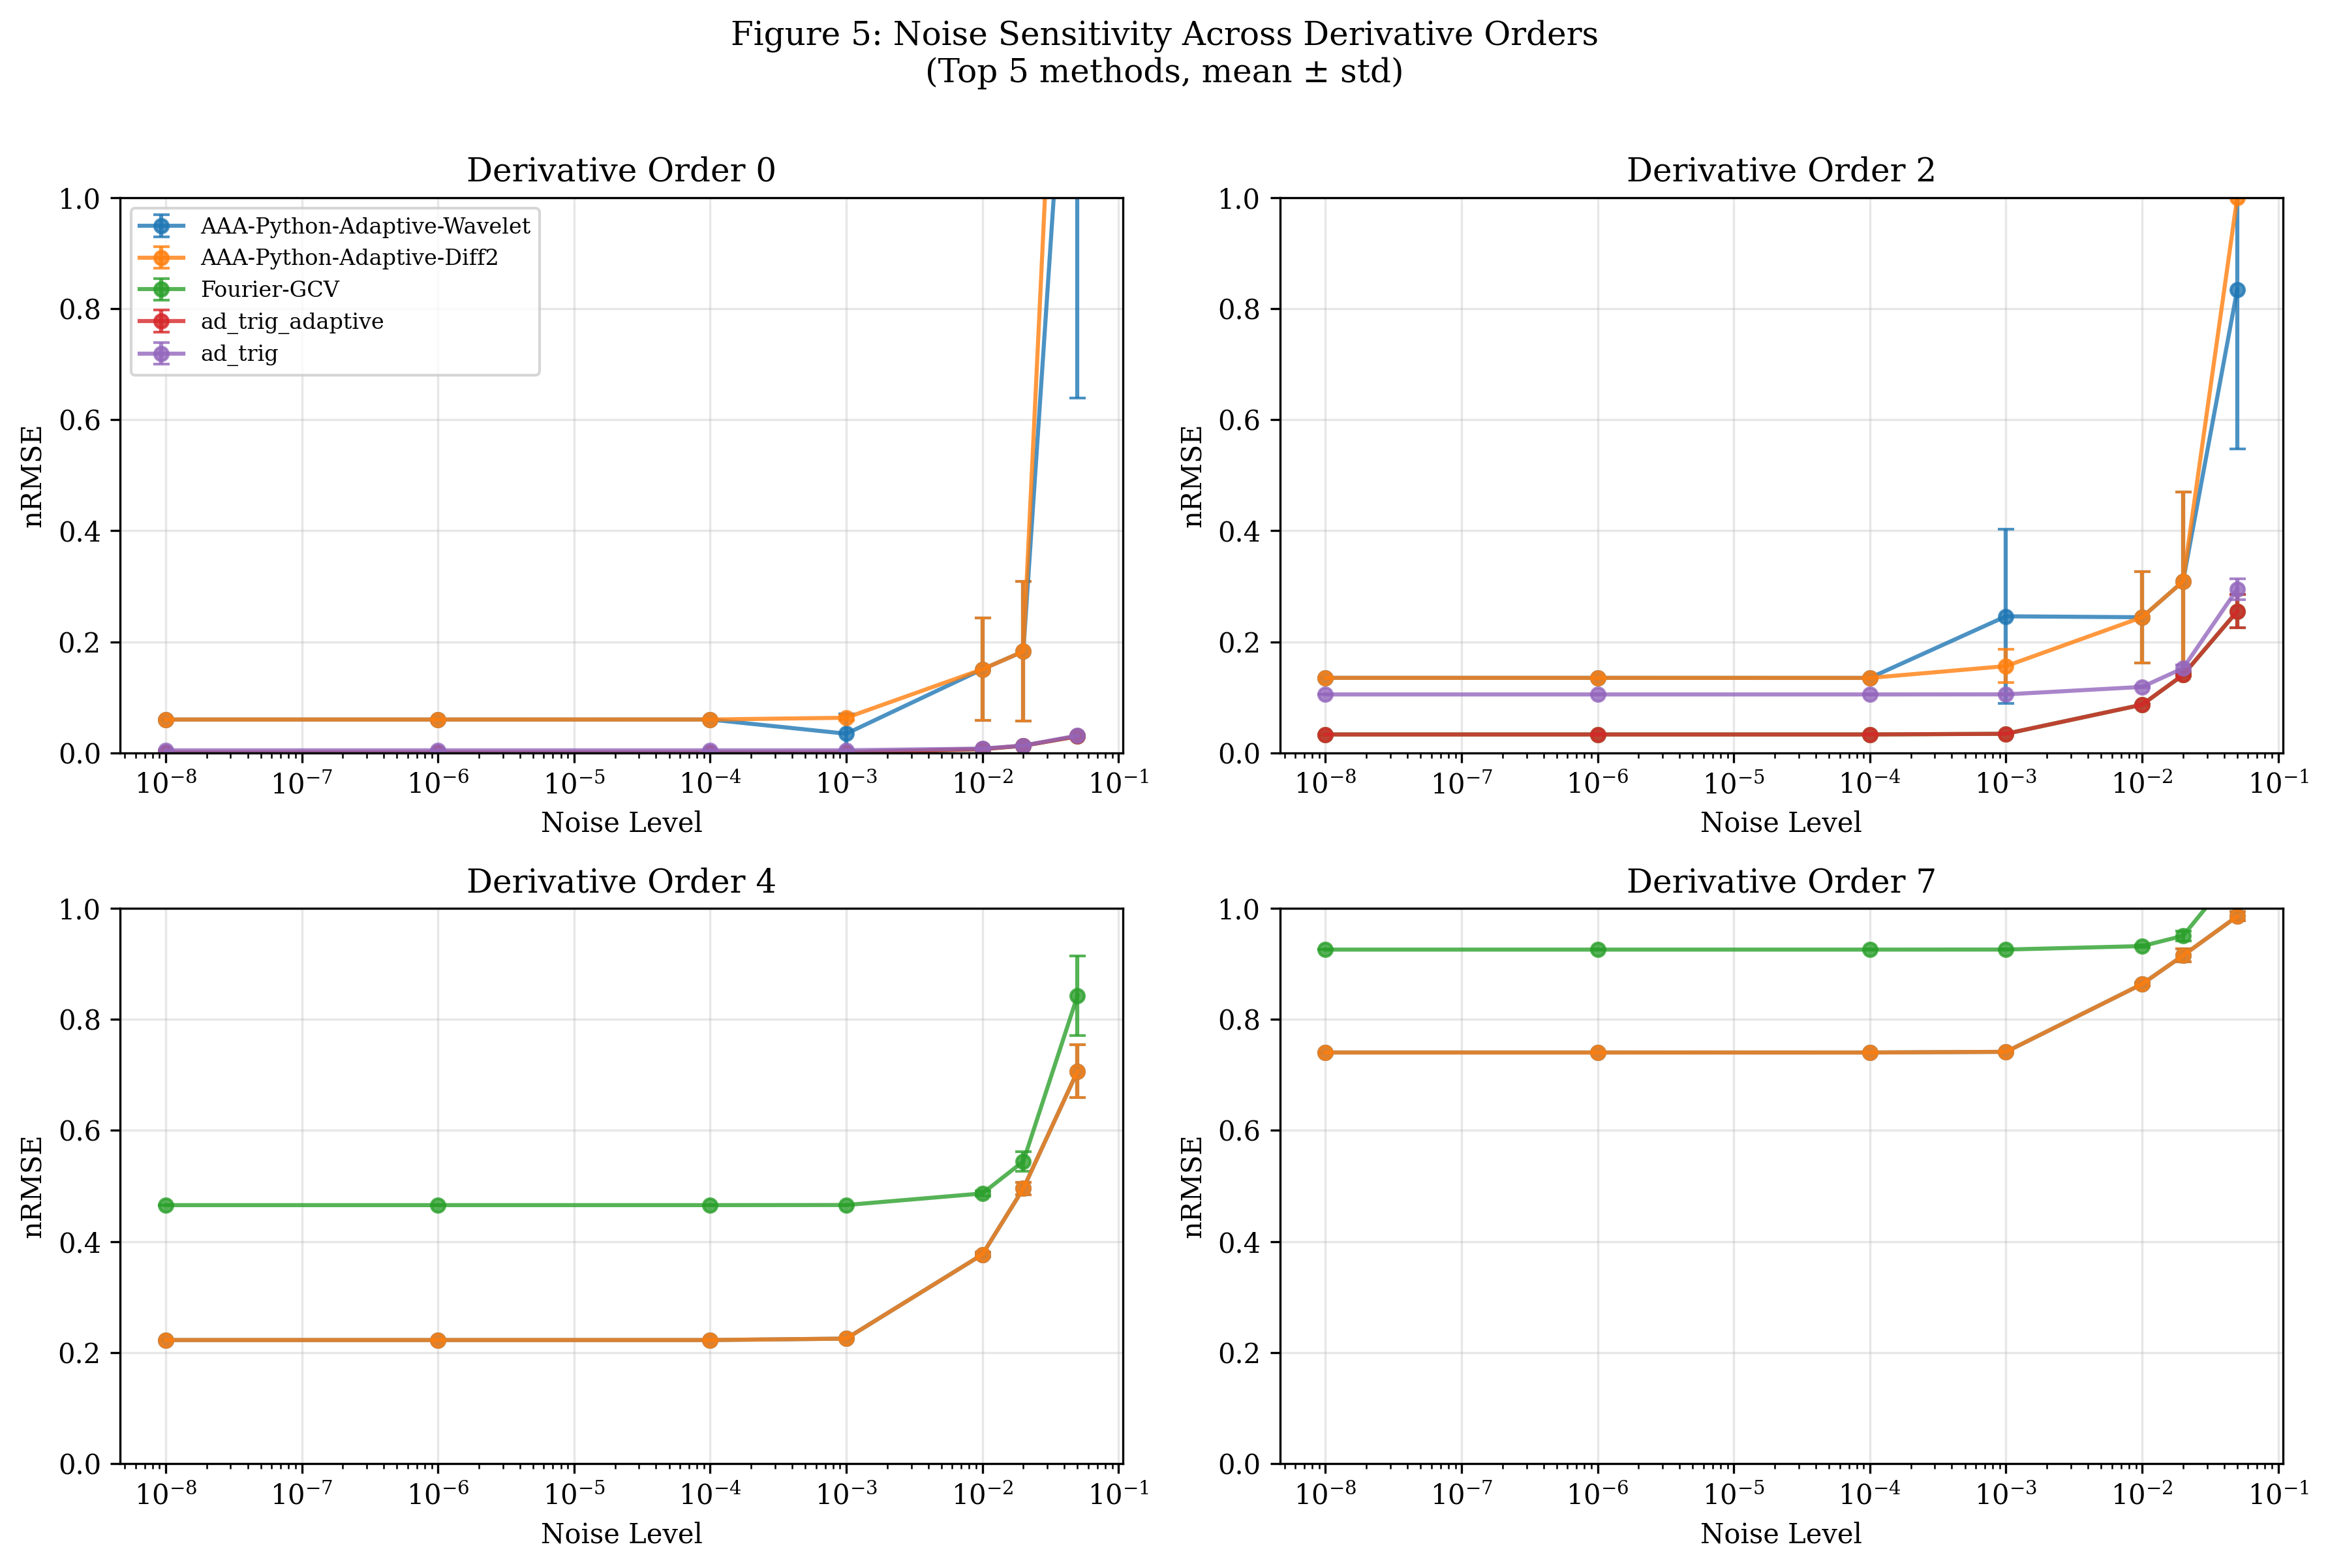 Figure 5: Noise Sensitivity Across Derivative Orders
(Top 5 methods, mean ± std)
Derivative Order 0
1.0
0.8
0.6
0.4
0.2
0.0
nRMSE
AAA-Python-Adaptive-Wavelet
AAA-Python-Adaptive-Diff2
Fourier-GCV
ad_trig_adaptive
ad_trig
10⁻⁸ 10⁻⁷ 10⁻⁶ 10⁻⁵ 10⁻⁴ 10⁻³ 10⁻² 10⁻¹
Noise Level
Derivative Order 2
1.0
0.8
0.6
0.4
0.2
0.0
nRMSE
10⁻⁸ 10⁻⁷ 10⁻⁶ 10⁻⁵ 10⁻⁴ 10⁻³ 10⁻² 10⁻¹
Noise Level
Derivative Order 4
1.0
0.8
0.6
0.4
0.2
0.0
nRMSE
10⁻⁸ 10⁻⁷ 10⁻⁶ 10⁻⁵ 10⁻⁴ 10⁻³ 10⁻² 10⁻¹
Noise Level
Derivative Order 7
1.0
0.8
0.6
0.4
0.2
0.0
nRMSE
10⁻⁸ 10⁻⁷ 10⁻⁶ 10⁻⁵ 10⁻⁴ 10⁻³ 10⁻² 10⁻¹
Noise Level